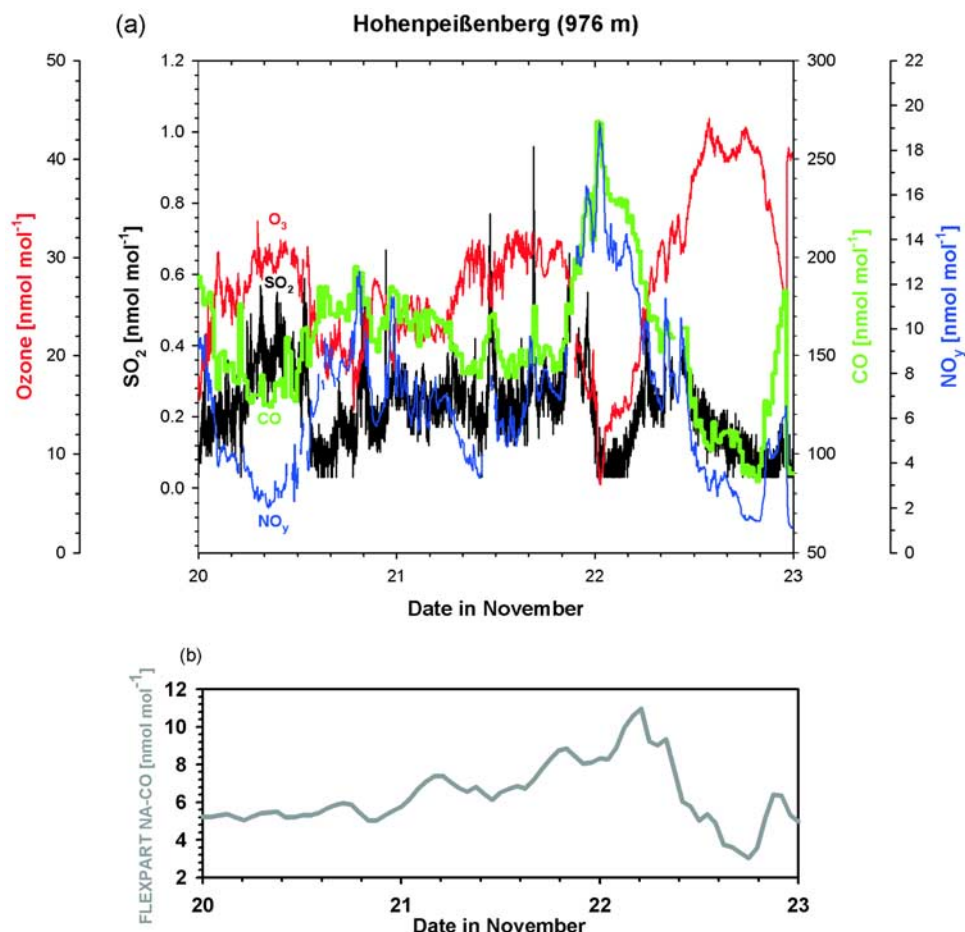 (a)
Hohenpeißenberg (976 m)
50
40
30
20
10
0
Ozone [nmol mol⁻¹]
1.2
1.0
0.8
0.6
0.4
0.2
0.0
SO₂ [nmol mol⁻¹]
O₃
SO₂
CO
NOy
300
250
200
150
100
50
CO [nmol mol⁻¹]
22
20
18
16
14
12
10
8
6
4
2
0
NOy [nmol mol⁻¹]
20 21 22 23
Date in November
(b)
FLEXPART NA-CO [nmol mol⁻¹]
12
10
8
6
4
2
20 21 22 23
Date in November